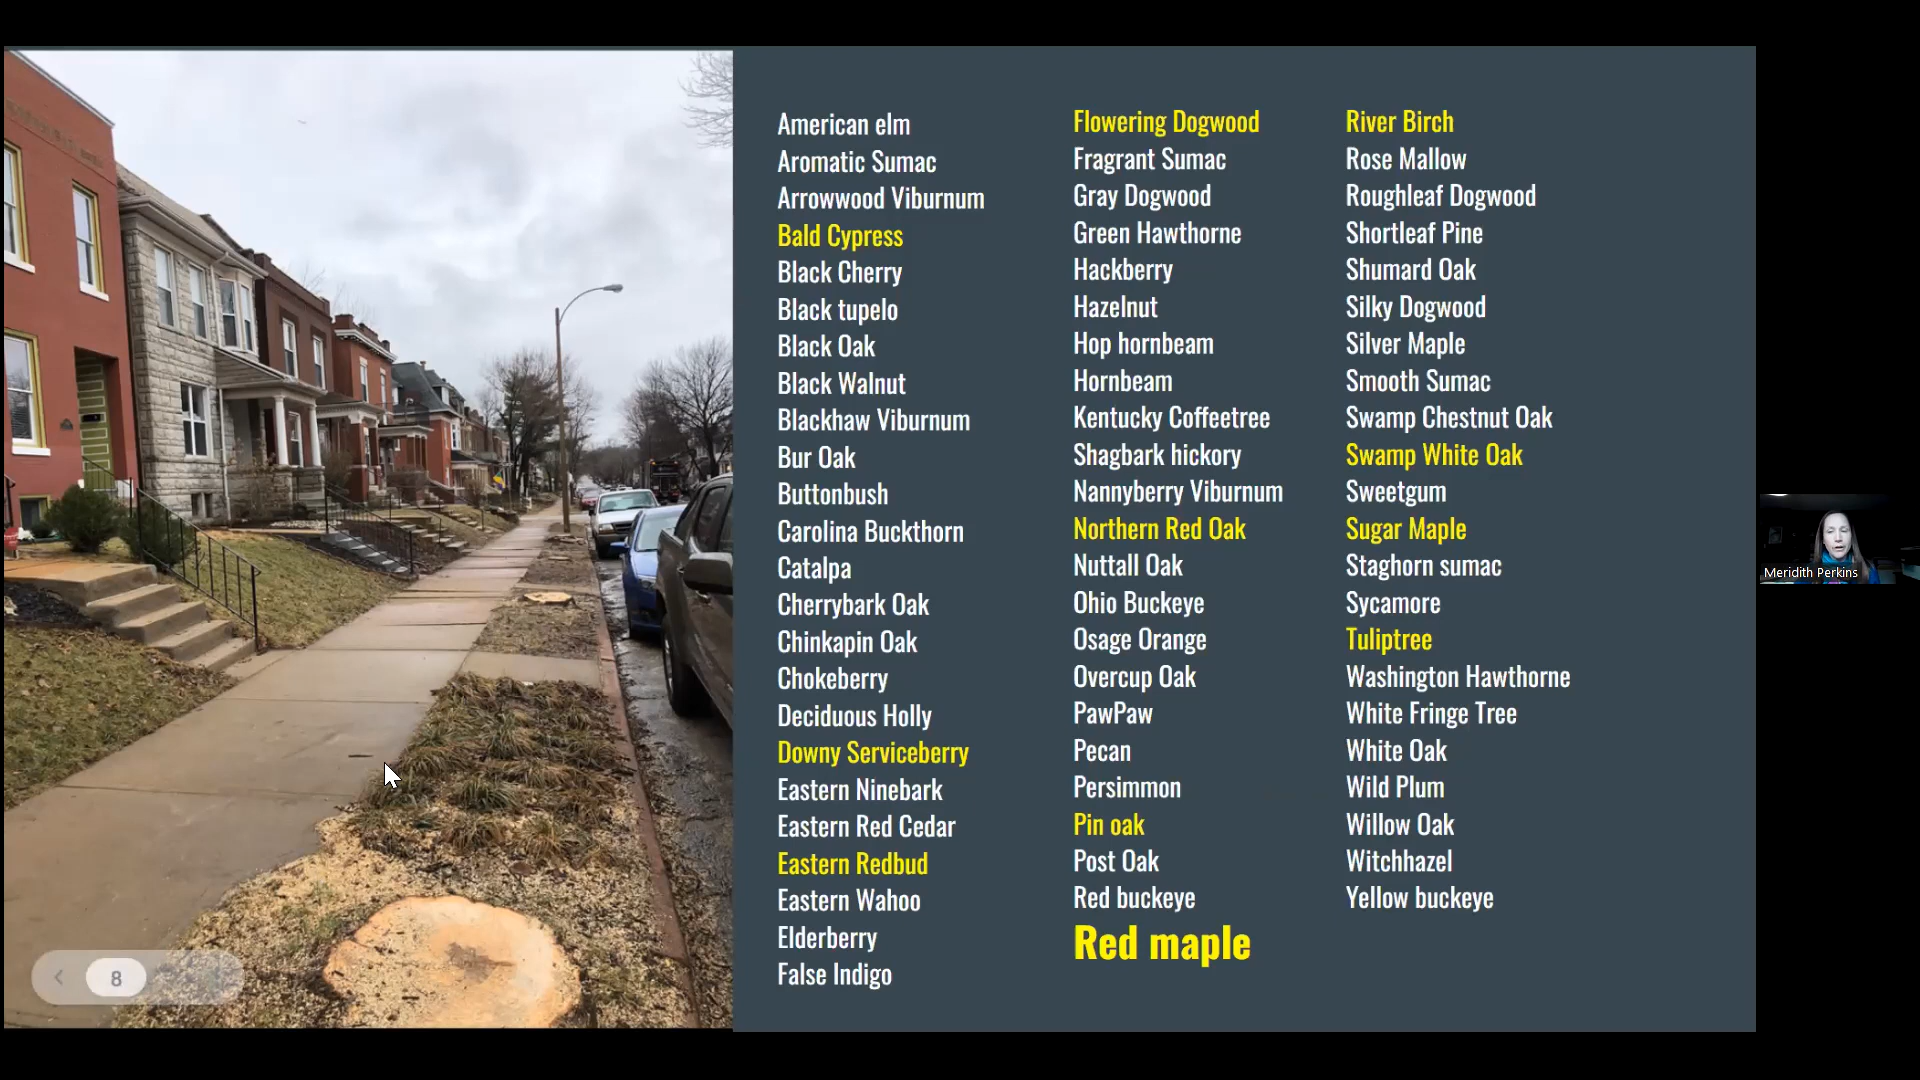 American elm
Aromatic Sumac
Arrowwood Viburnum
Bald Cypress
Black Cherry
Black tupelo
Black Oak
Black Walnut
Blackhaw Viburnum
Bur Oak
Buttonbush
Carolina Buckthorn
Catalpa
Cherrybark Oak
Chinkapin Oak
Chokeberry
Deciduous Holly
Downy Serviceberry
Eastern Ninebark
Eastern Red Cedar
Eastern Redbud
Eastern Wahoo
Elderberry
False Indigo
Flowering Dogwood
Fragrant Sumac
Gray Dogwood
Green Hawthorne
Hackberry
Hazelnut
Hop hornbeam
Hornbeam
Kentucky Coffeetree
Shagbark hickory
Nannyberry Viburnum
Northern Red Oak
Nuttall Oak
Ohio Buckeye
Osage Orange
Overcup Oak
PawPaw
Pecan
Persimmon
Pin oak
Post Oak
Red buckeye
Red maple
River Birch
Rose Mallow
Roughleaf Dogwood
Shortleaf Pine
Shumard Oak
Silky Dogwood
Silver Maple
Smooth Sumac
Swamp Chestnut Oak
Swamp White Oak
Sweetgum
Sugar Maple
Staghorn sumac
Sycamore
Tuliptree
Washington Hawthorne
White Fringe Tree
White Oak
Wild Plum
Willow Oak
Witchhazel
Yellow buckeye
Meridith Perkins
8